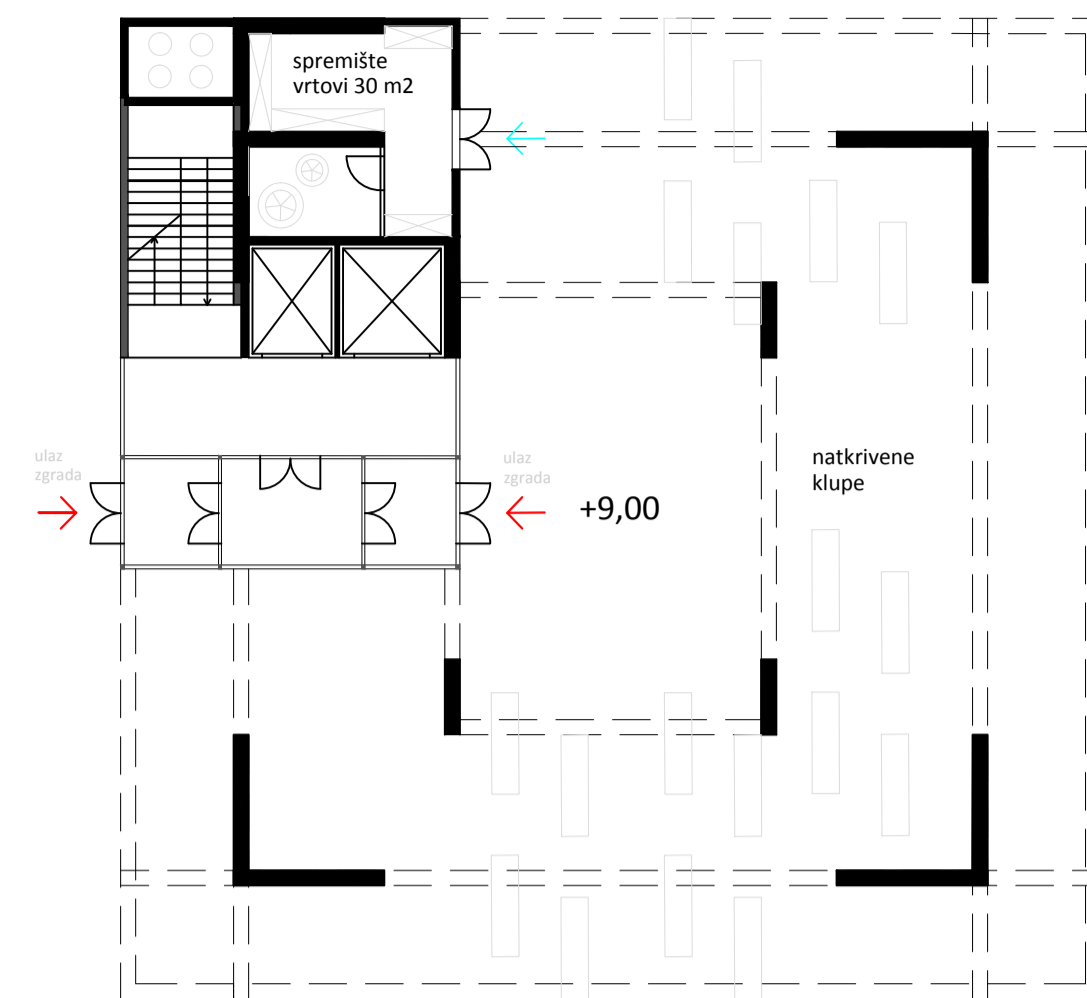 spremište
vrtovi 30 m2
ulaz
zgrada
ulaz
zgrada
+9,00
natkrivene
klupe